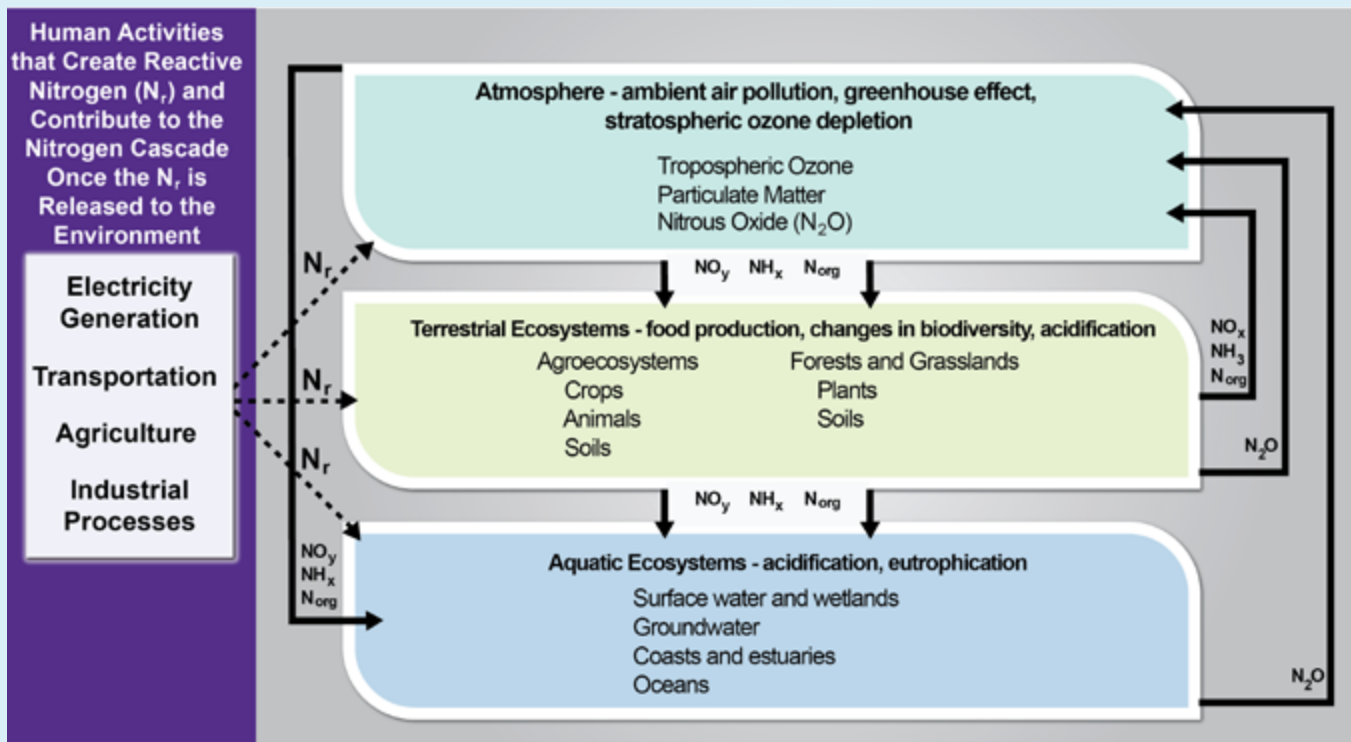 Human Activities
that Create Reactive
Nitrogen (Nᵣ) and
Contribute to the
Nitrogen Cascade
Once the Nᵣ is
Released to the
Environment
Electricity
Generation
Transportation
Agriculture
Industrial
Processes
Nᵣ
Nᵣ
Nᵣ
Atmosphere - ambient air pollution, greenhouse effect,
stratospheric ozone depletion
Tropospheric Ozone
Particulate Matter
Nitrous Oxide (N₂O)
NOy NHₓ Norg
Terrestrial Ecosystems - food production, changes in biodiversity, acidification
Agroecosystems
Crops
Animals
Soils
Forests and Grasslands
Plants
Soils
NOy NHₓ Norg
Aquatic Ecosystems - acidification, eutrophication
Surface water and wetlands
Groundwater
Coasts and estuaries
Oceans
NOy
NHₓ
Norg
NOₓ
NH₃
Norg
N₂O
N₂O